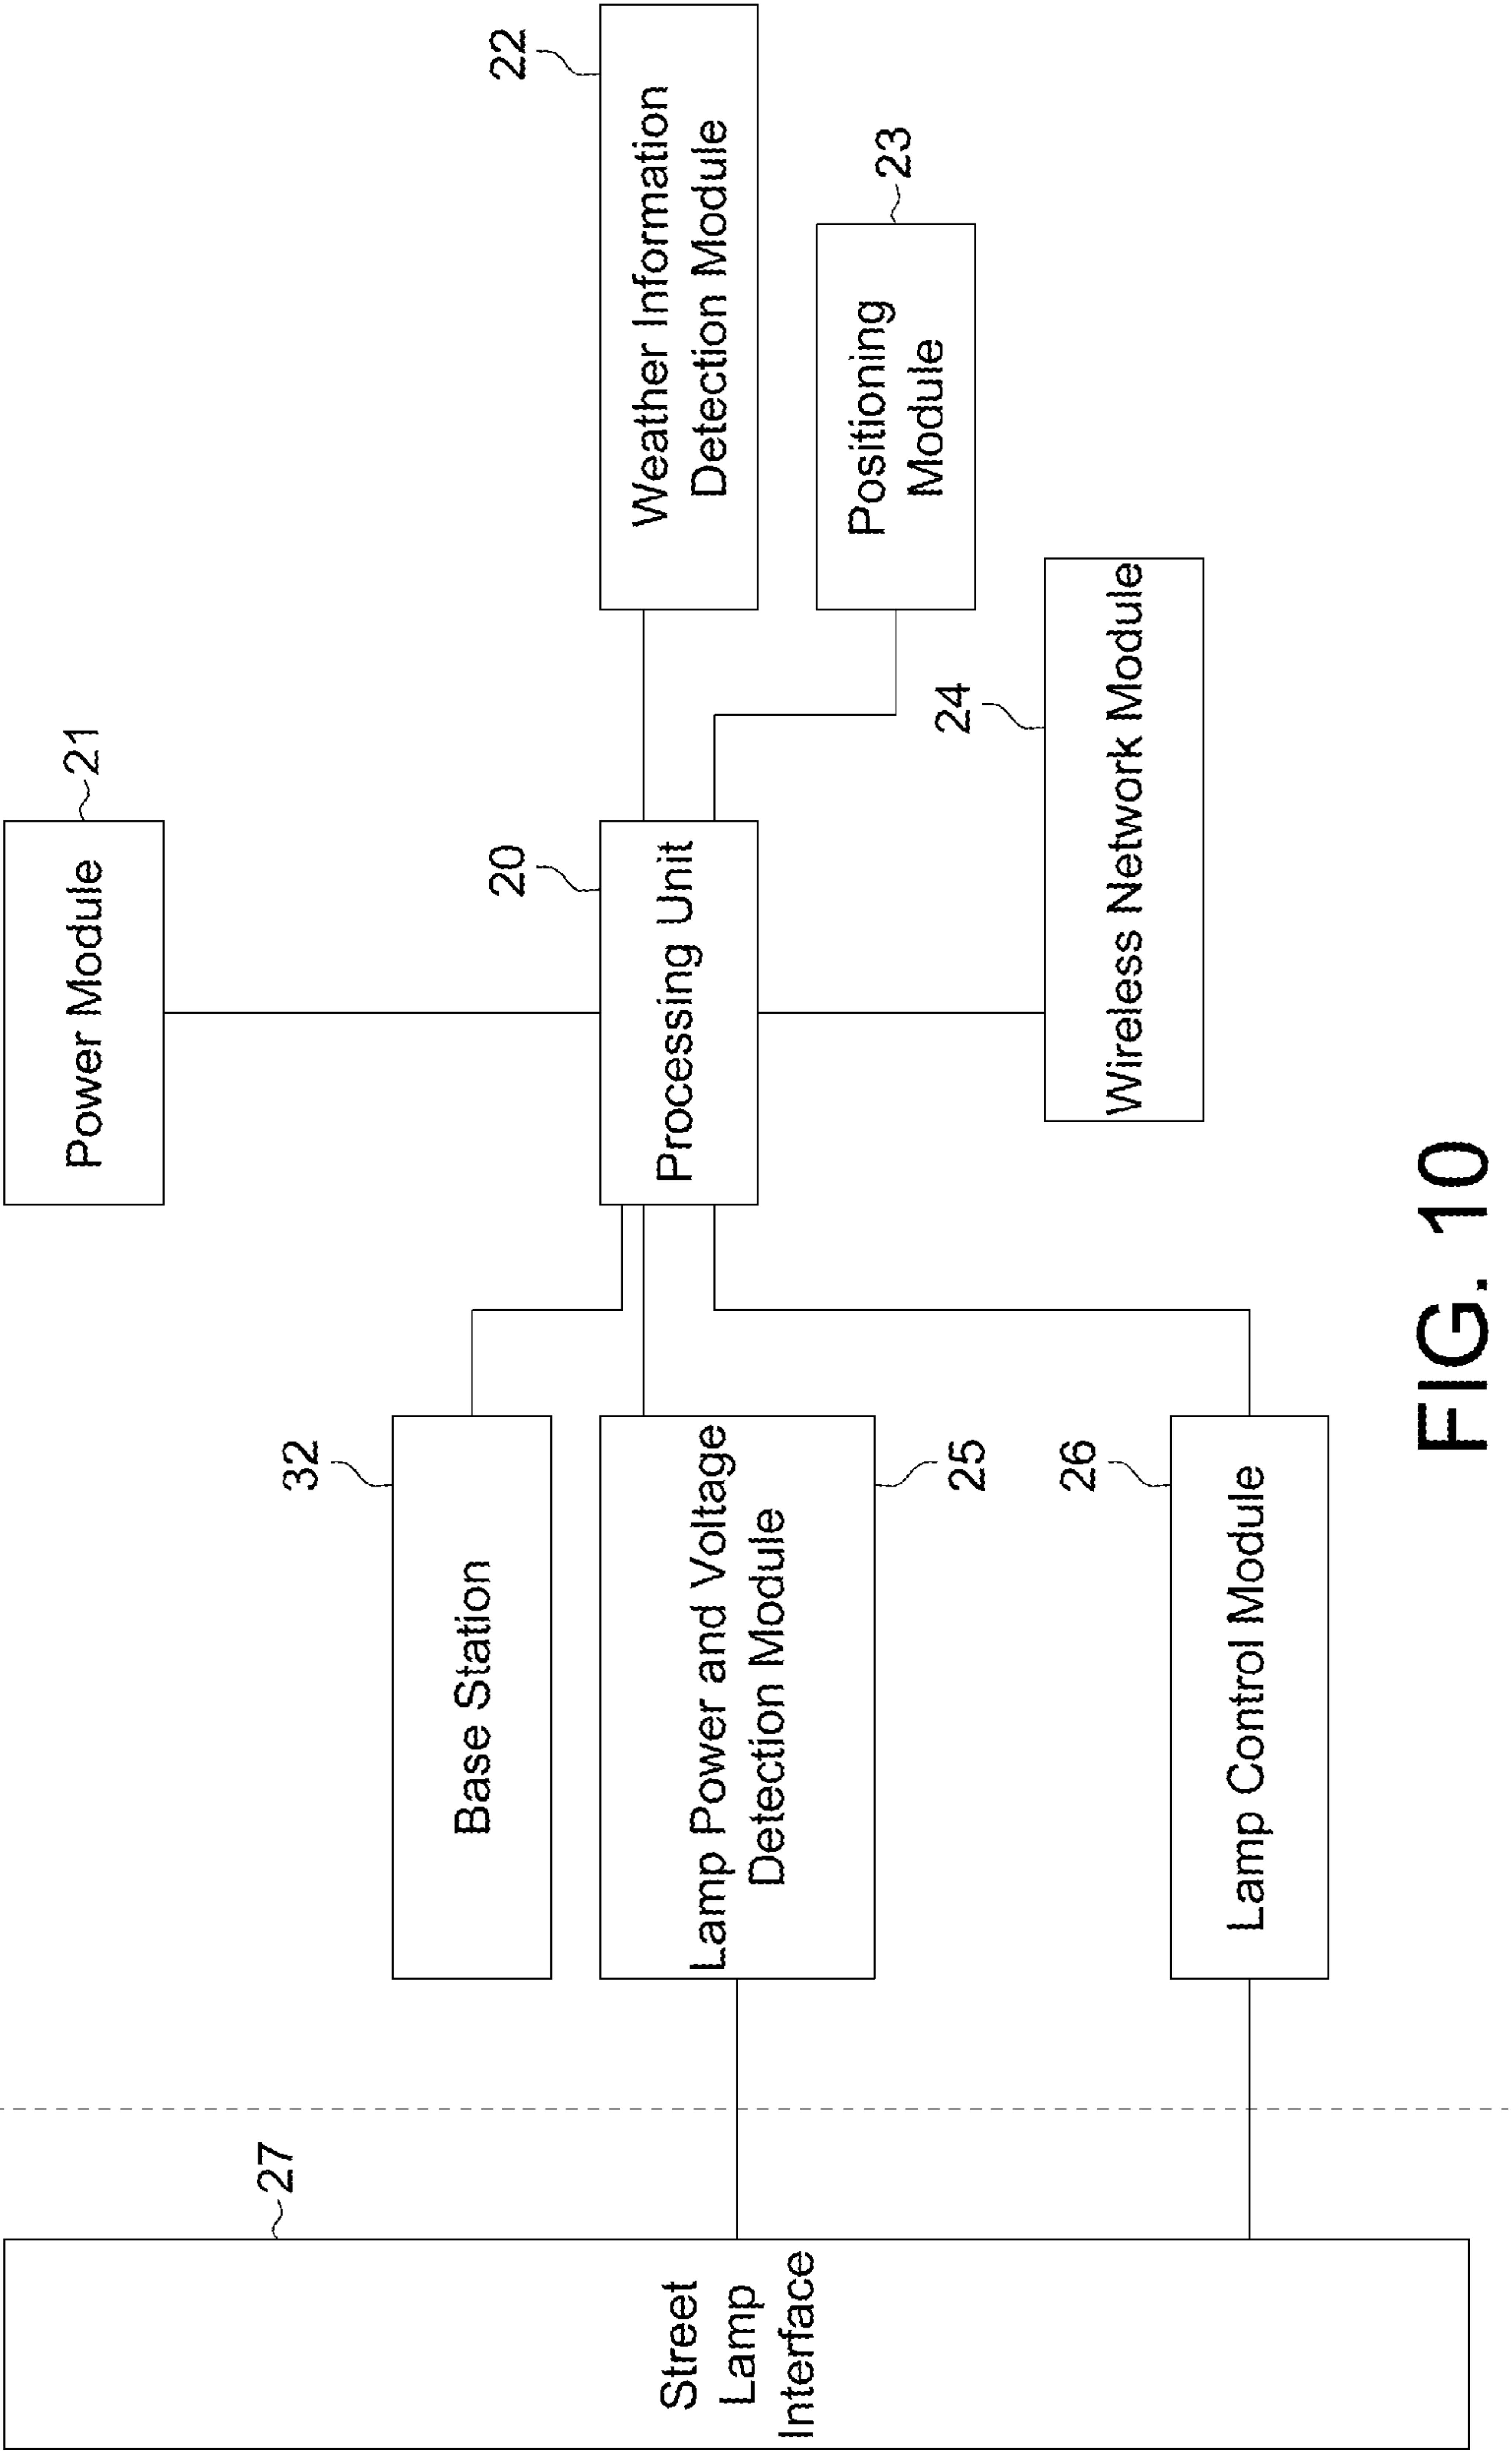 27
Street
Lamp
Interface
32
Base Station
Lamp Power and Voltage
Detection Module
25
26
Lamp Control Module
Power Module
21
20
Processing Unit
24
Wireless Network Module
22
Weather Information
Detection Module
23
Positioning
Module
FIG. 10